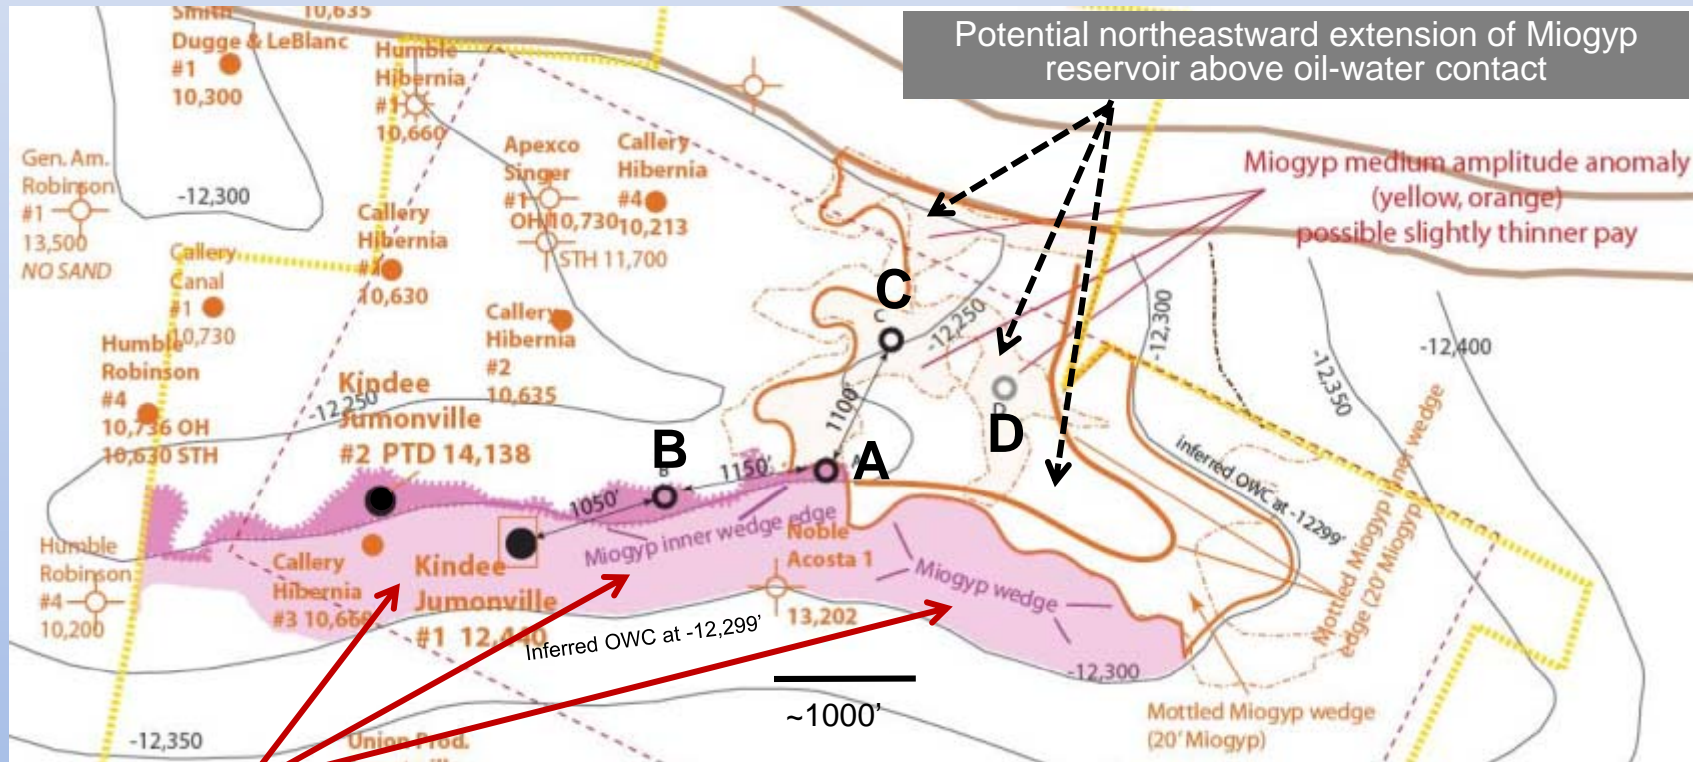 Smith
10,635
Dugge & LeBlanc
#1
10,300
Humble
Hibernia
#1
10,660
Potential northeastward extension of Miogyp
reservoir above oil-water contact
Gen. Am.
Robinson
#1
13,500
NO SAND
-12,300
Apexco
Singer
#1
OH 10,730
STH 11,700
Callery
Hibernia
#4
10,213
Miogyp medium amplitude anomaly
(yellow, orange)
possible slightly thinner pay
Callery
Hibernia
10,630
Callery
Canal
#1
10,730
Humble
Robinson
#4
10,736 OH
10,630 STH
Callery
Hibernia
#2
10,635
-12,250
Kindee
Jumonville
#2 PTD 14,138
C
C
-12,250
1100'
D
D
-12,300
-12,350
-12,400
B
B
1150'
A
1050'
Miogyp inner wedge edge
inferred OWC at -12299'
Mottled Miogyp inner wedge
edge (20' Miogyp)
Humble
Robinson
#4
10,200
Callery
Hibernia
#3 10,668
Kindee
Jumonville
#1 12,440
Noble
Acosta 1
13,202
Miogyp wedge
Inferred OWC at -12,299'
-12,300
~1000'
Mottled Miogyp wedge
(20' Miogyp)
-12,350
Union Prod.